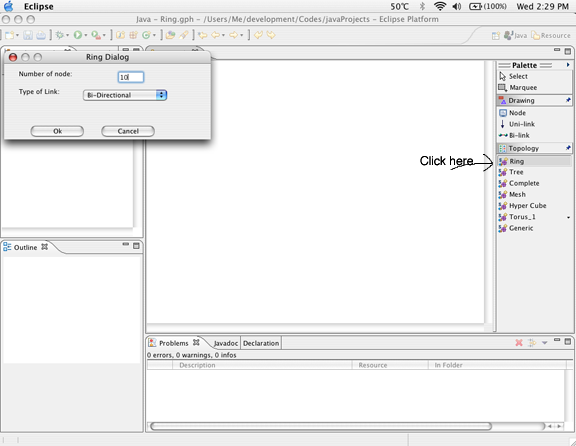 Eclipse 50°C (100%) Wed 2:29 PM
Java – Ring.gph – /Users/Me/development/Codes/javaProjects – Eclipse Platform
Java Resource
Ring Dialog
Number of node: 10
Type of Link: Bi-Directional
Ok Cancel
Palette
Select
Marquee
Drawing
Node
Uni-link
Bi-link
Topology
Click here
Ring
Tree
Complete
Mesh
Hyper Cube
Torus_1
Generic
Outline
Problems Javadoc Declaration
0 errors, 0 warnings, 0 infos
Description Resource In Folder